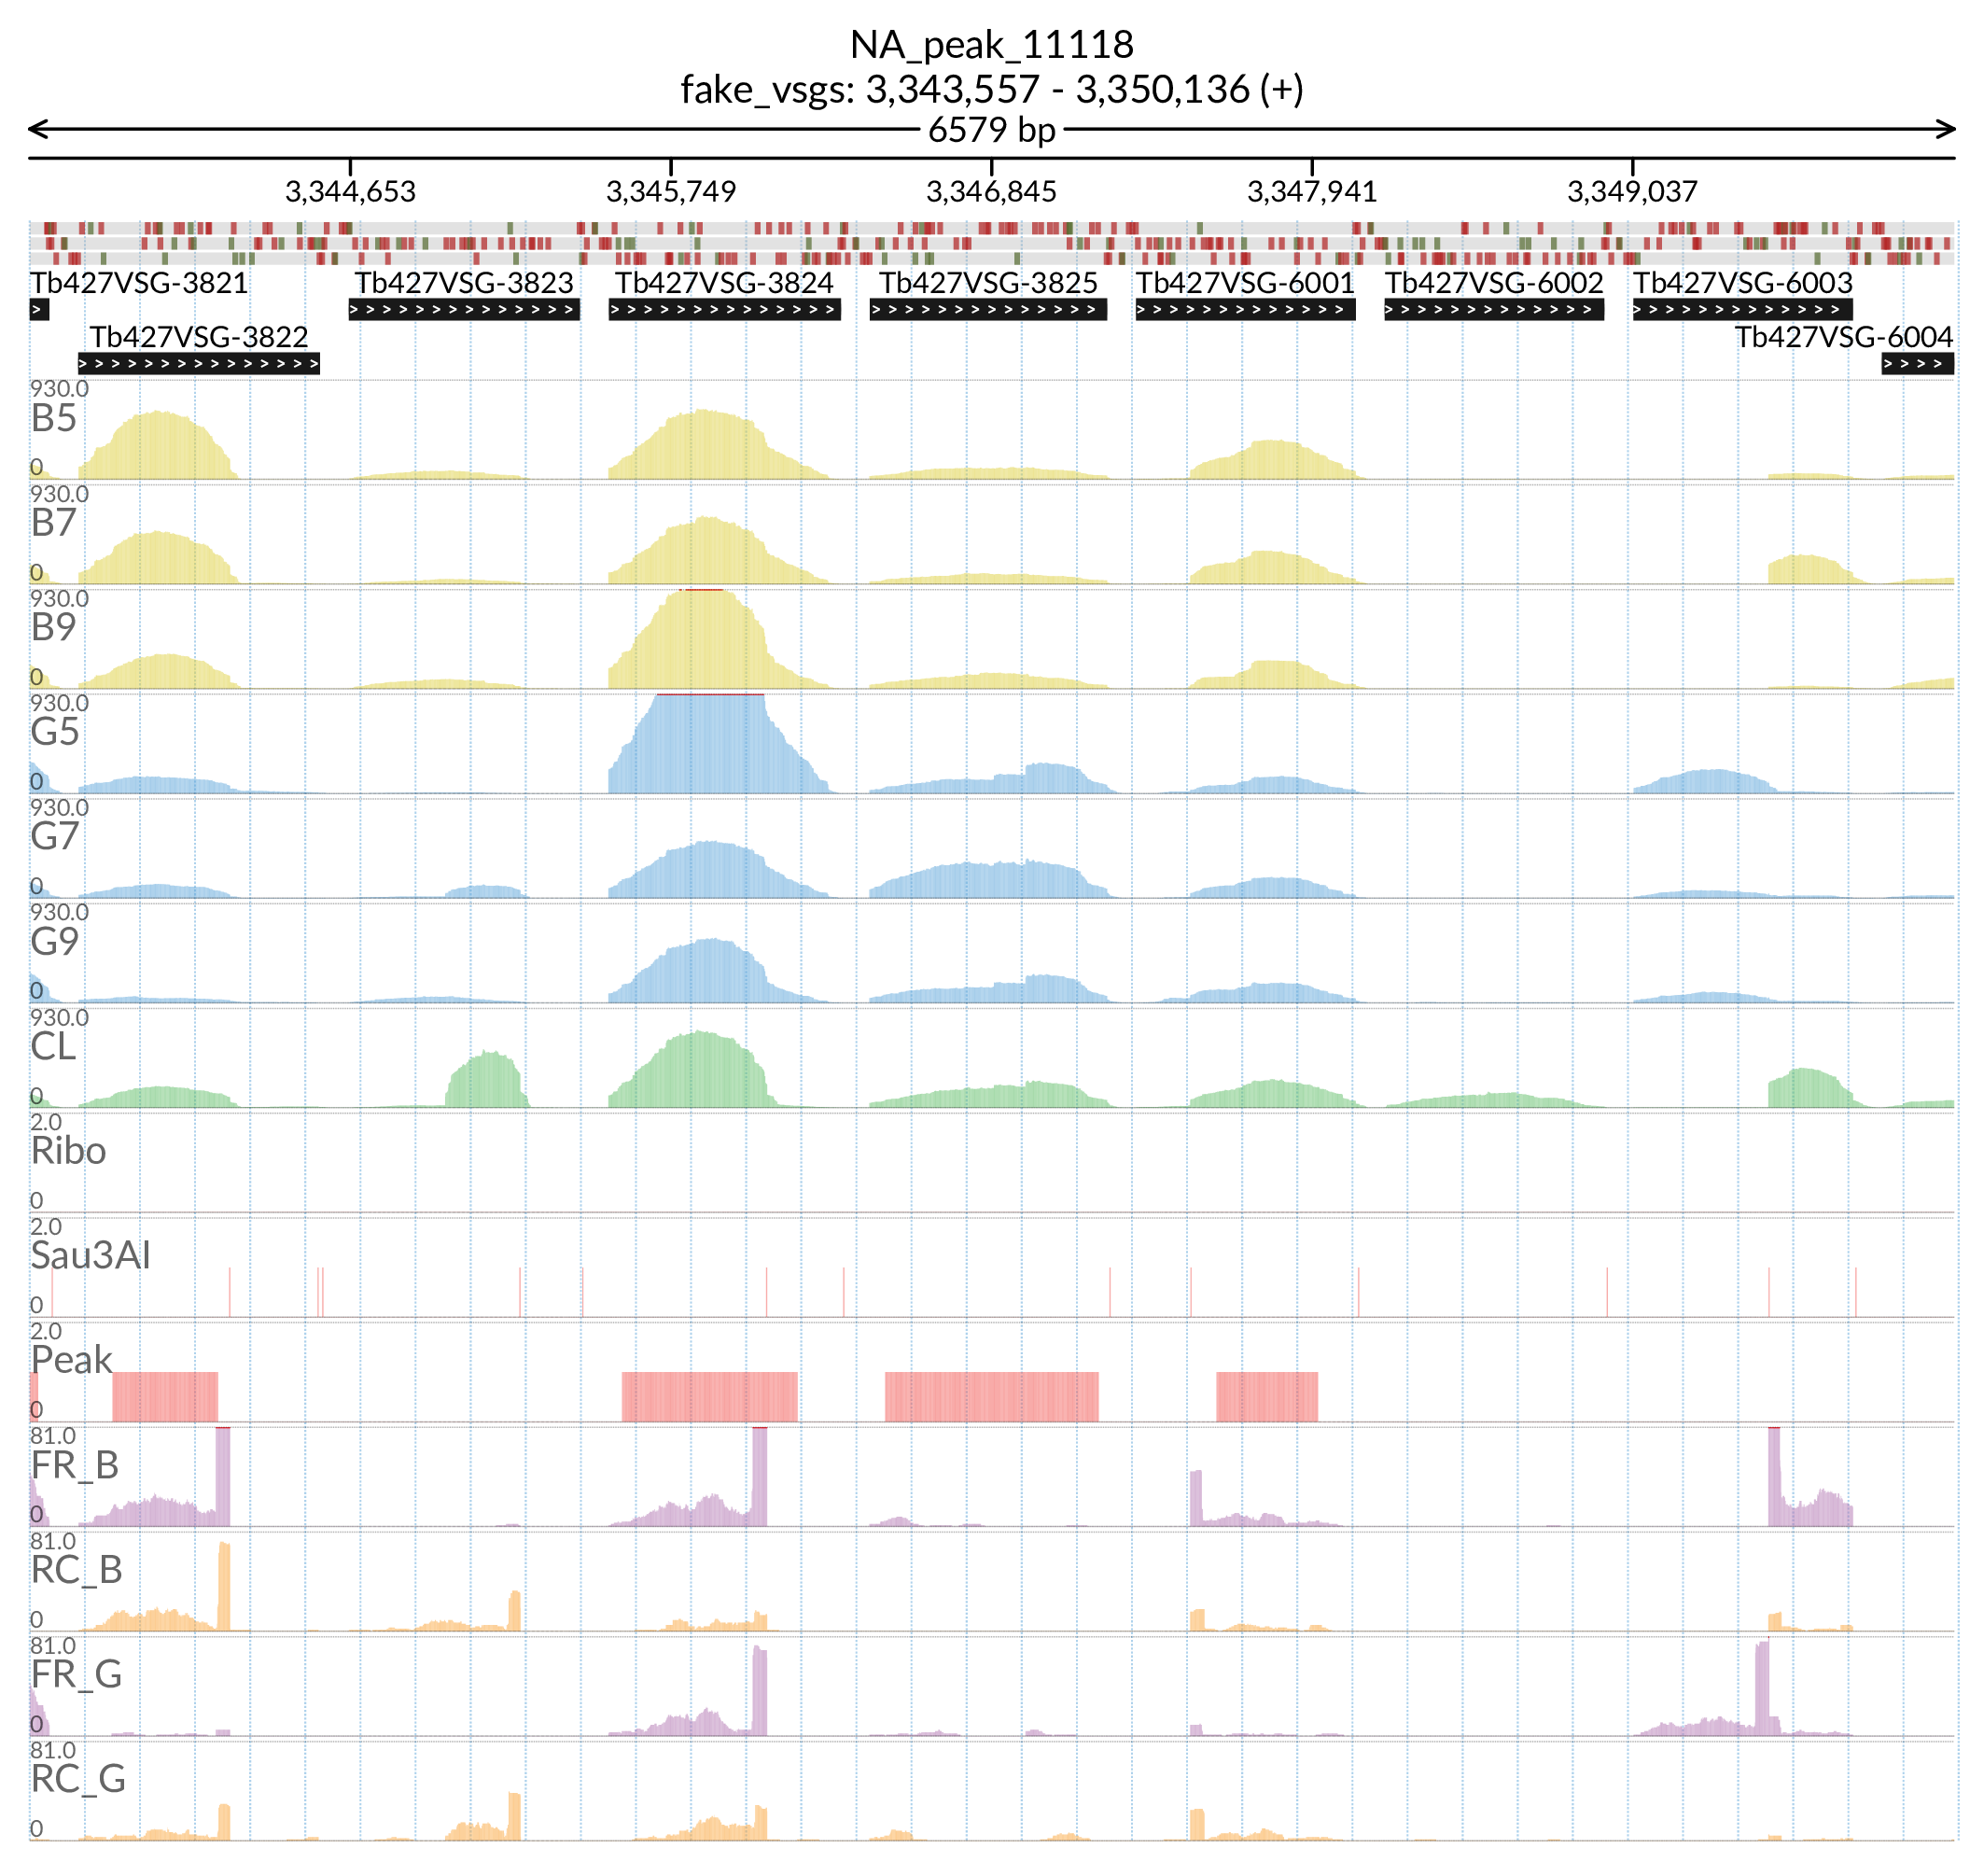 NA_peak_11118
fake_vsgs: 3,343,557 - 3,350,136 (+)
6579 bp
3,344,653 3,345,749 3,346,845 3,347,941 3,349,037
Tb427VSG-3821 Tb427VSG-3823 Tb427VSG-3824 Tb427VSG-3825 Tb427VSG-6001 Tb427VSG-6002 Tb427VSG-6003
Tb427VSG-3822 Tb427VSG-6004
930.0
B5
0
930.0
B7
0
930.0
B9
0
930.0
G5
0
930.0
G7
0
930.0
G9
0
930.0
CL
0
2.0
Ribo
0
2.0
Sau3AI
0
2.0
Peak
0
81.0
FR_B
0
81.0
RC_B
0
81.0
FR_G
0
81.0
RC_G
0